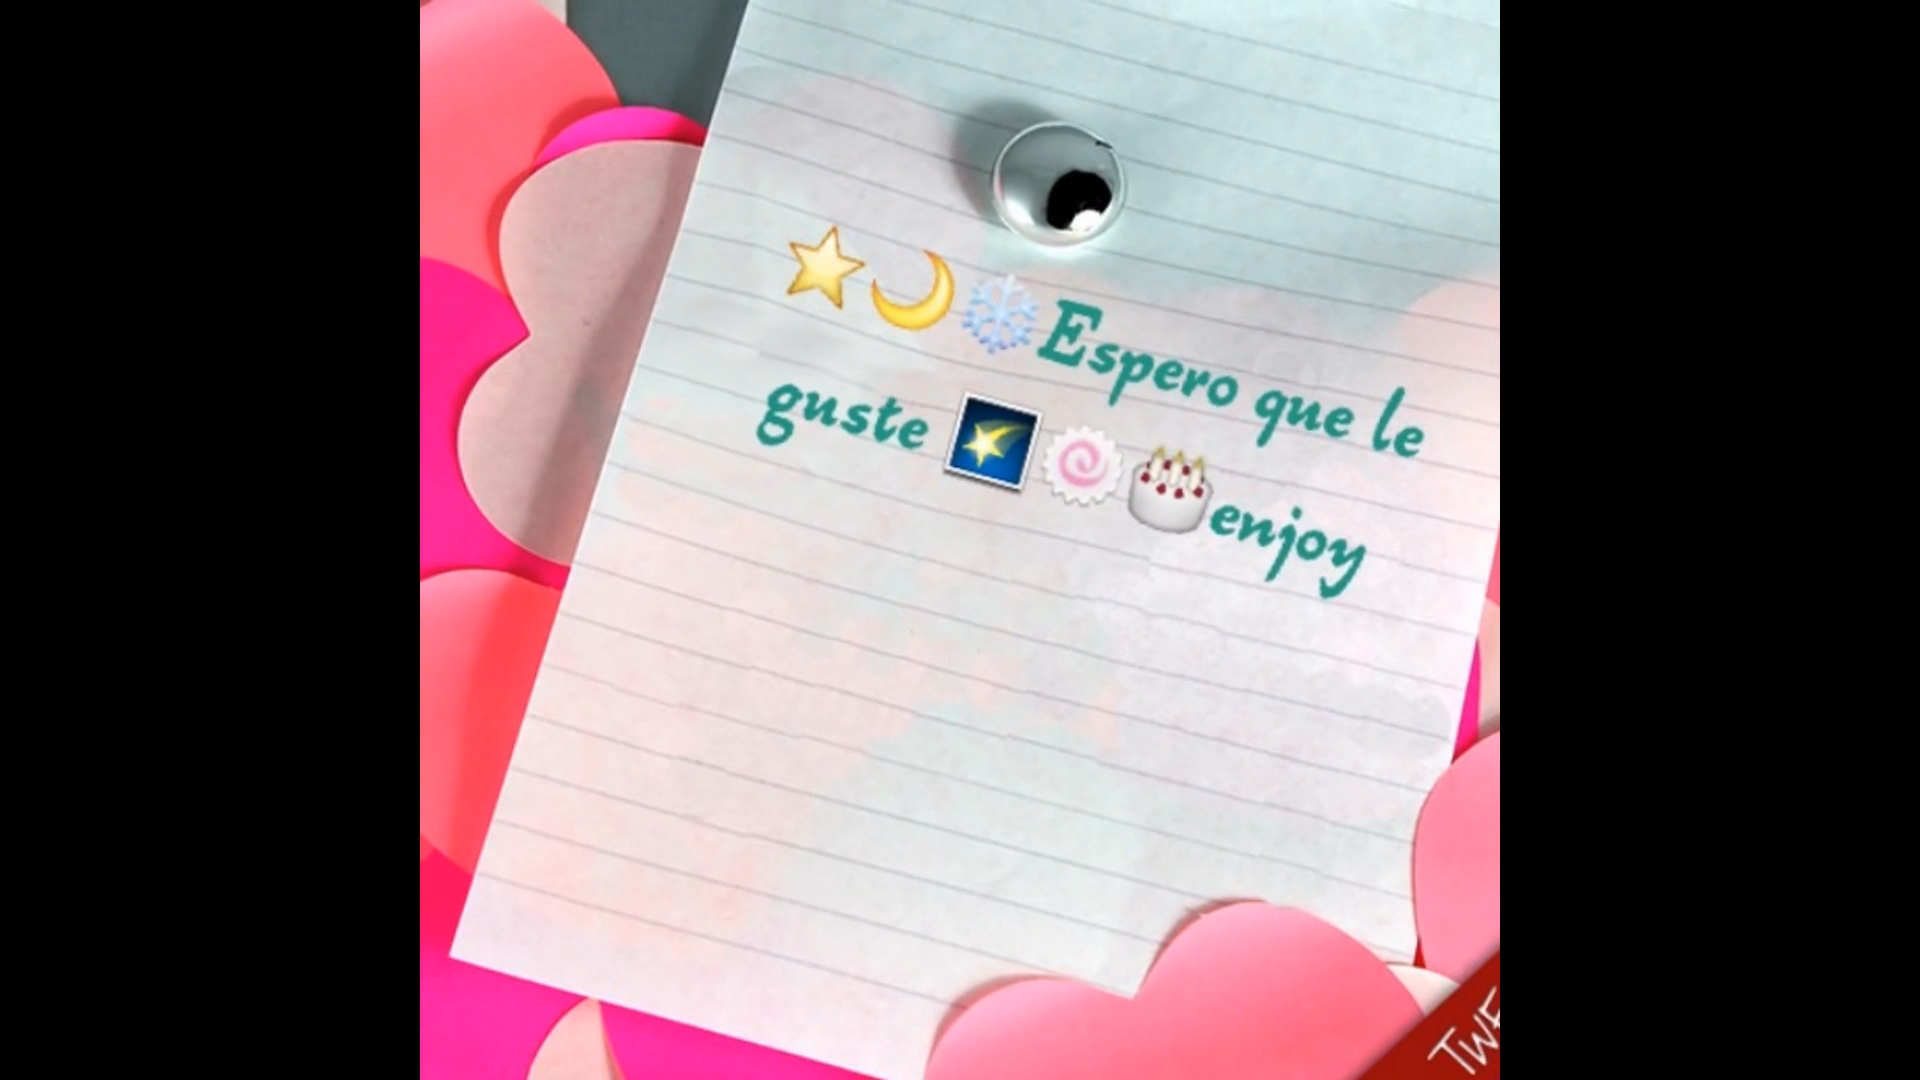 ⭐🌙❄️Espero que le
guste 🌠🍥🎂enjoy